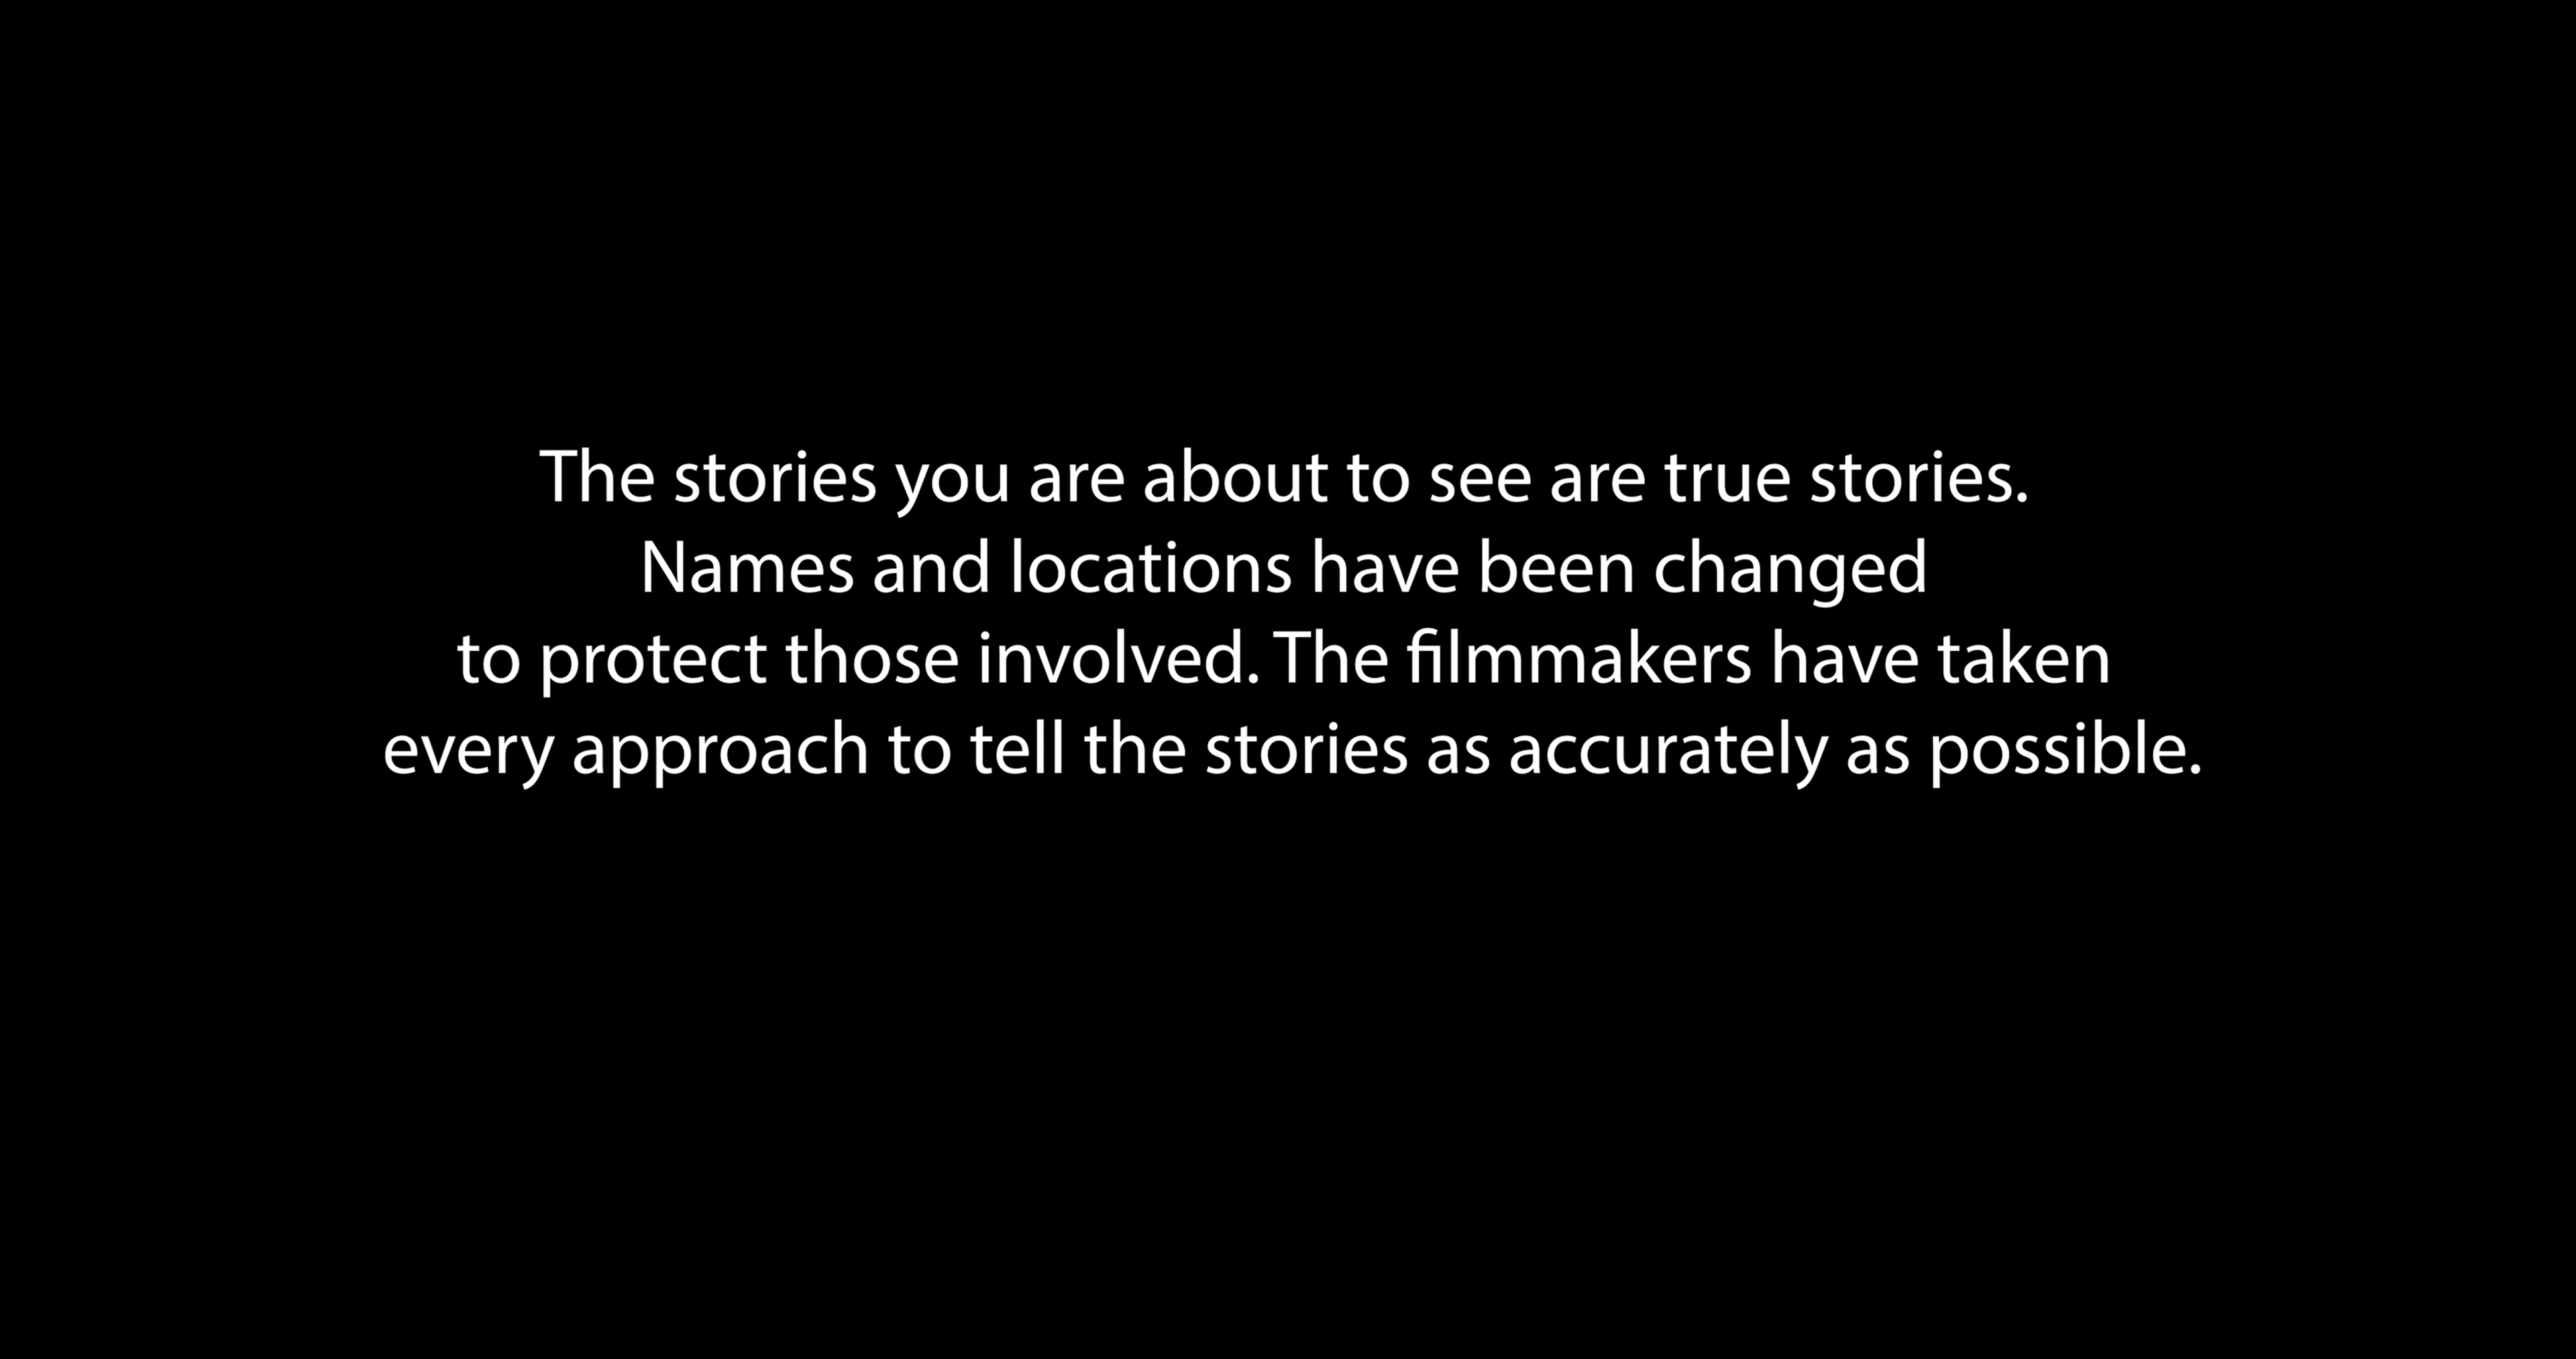 The stories you are about to see are true stories.
Names and locations have been changed
to protect those involved. The filmmakers have taken
every approach to tell the stories as accurately as possible.